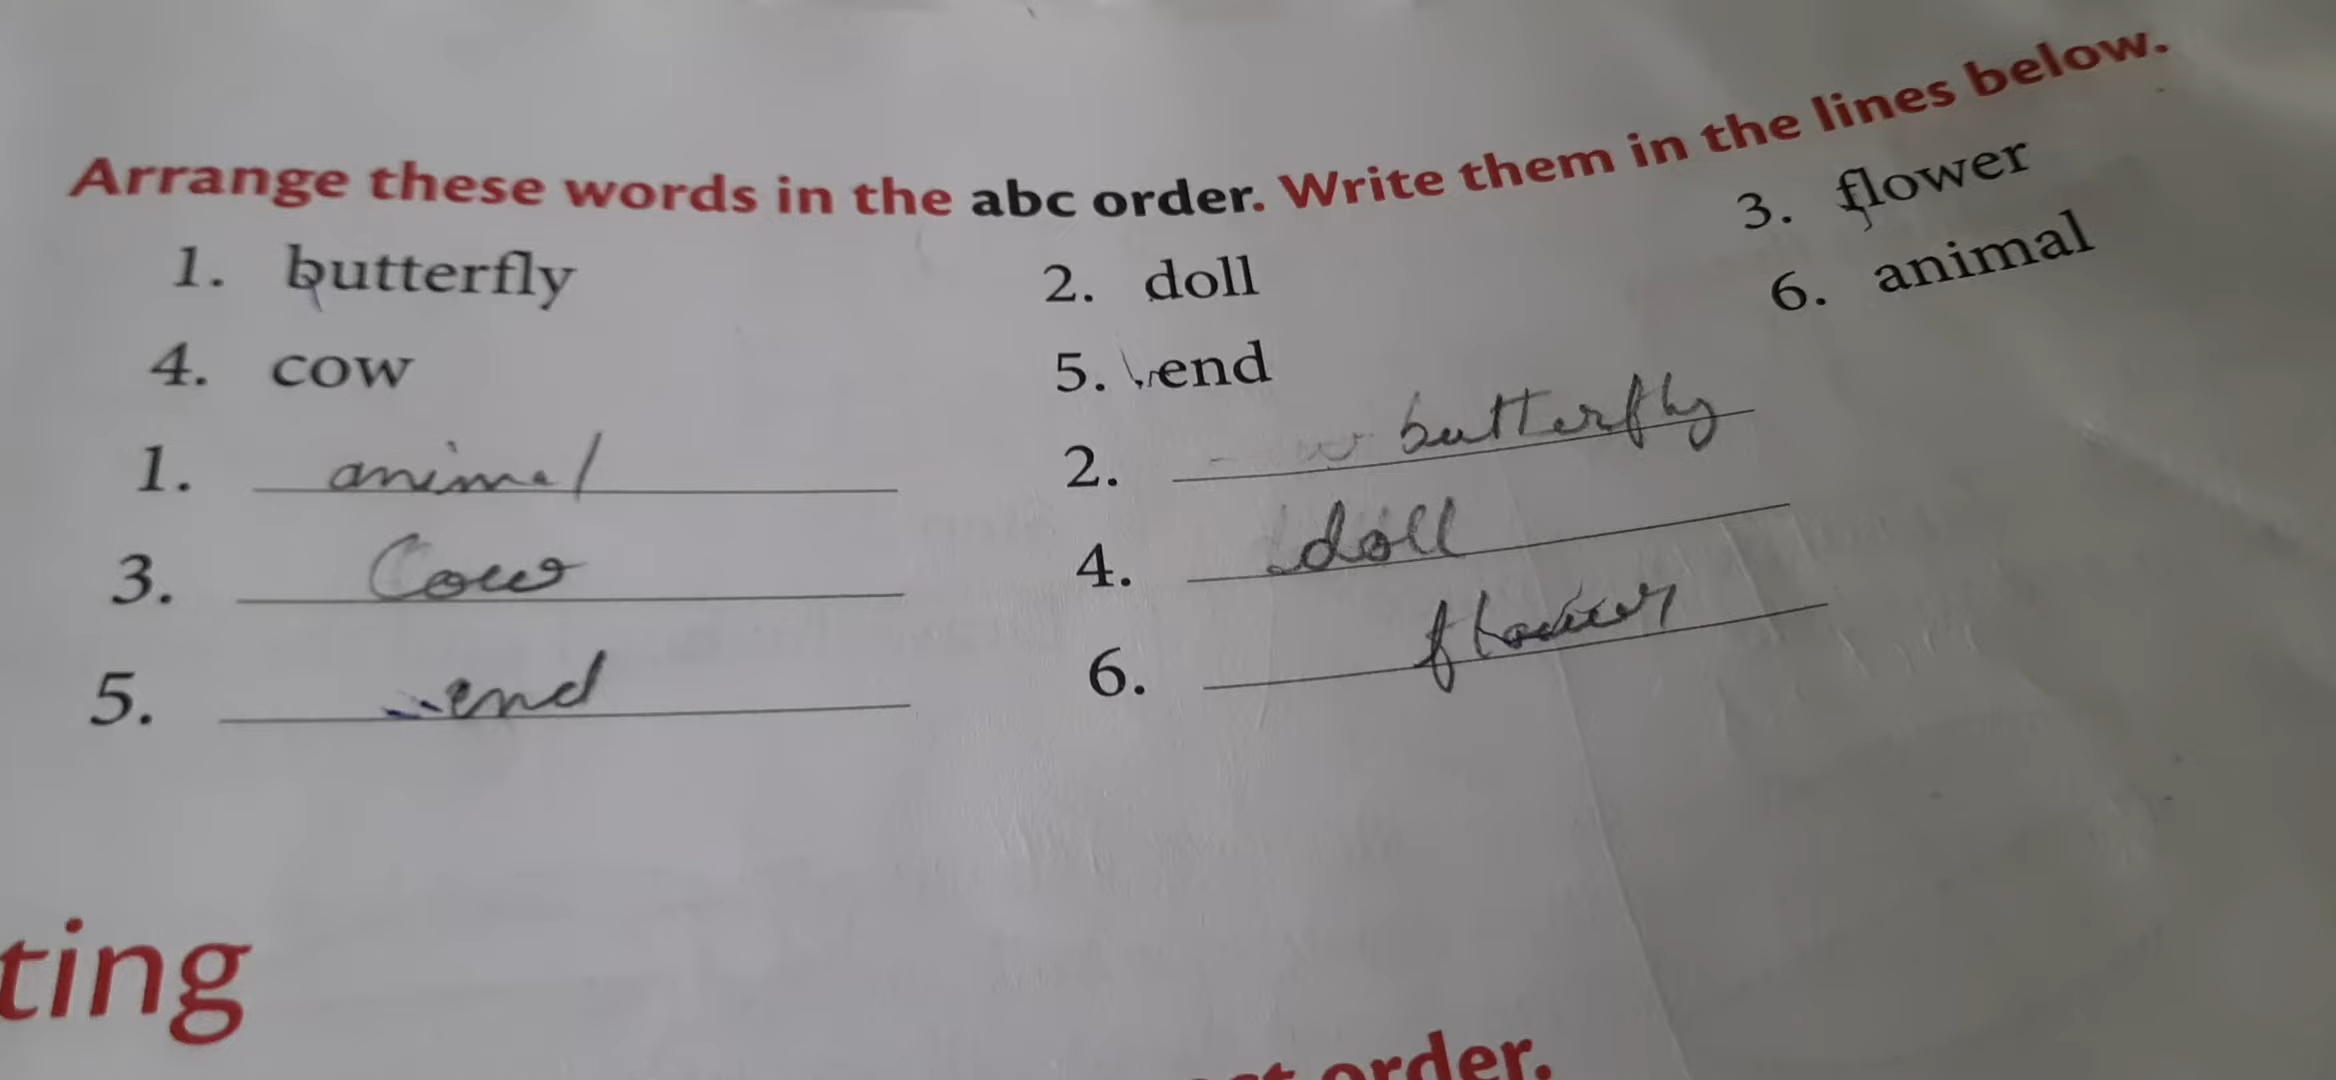 Arrange these words in the abc order. Write them in the lines below.
1. butterfly 2. doll 3. flower
4. cow 5. end 6. animal
1. animal 2. butterfly
3. Cow 4. doll
5. end 6. flower
ting
order.